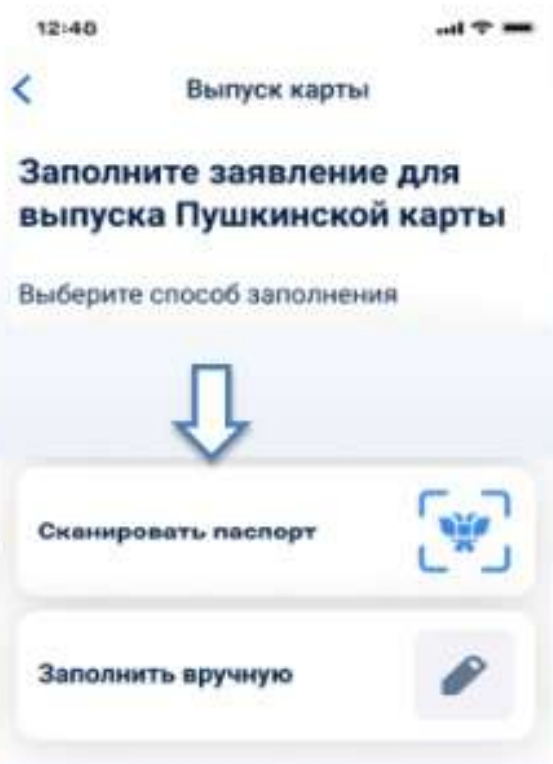 12:40
Выпуск карты
Заполните заявление для
выпуска Пушкинской карты
Выберите способ заполнения
Сканировать паспорт
Заполнить вручную